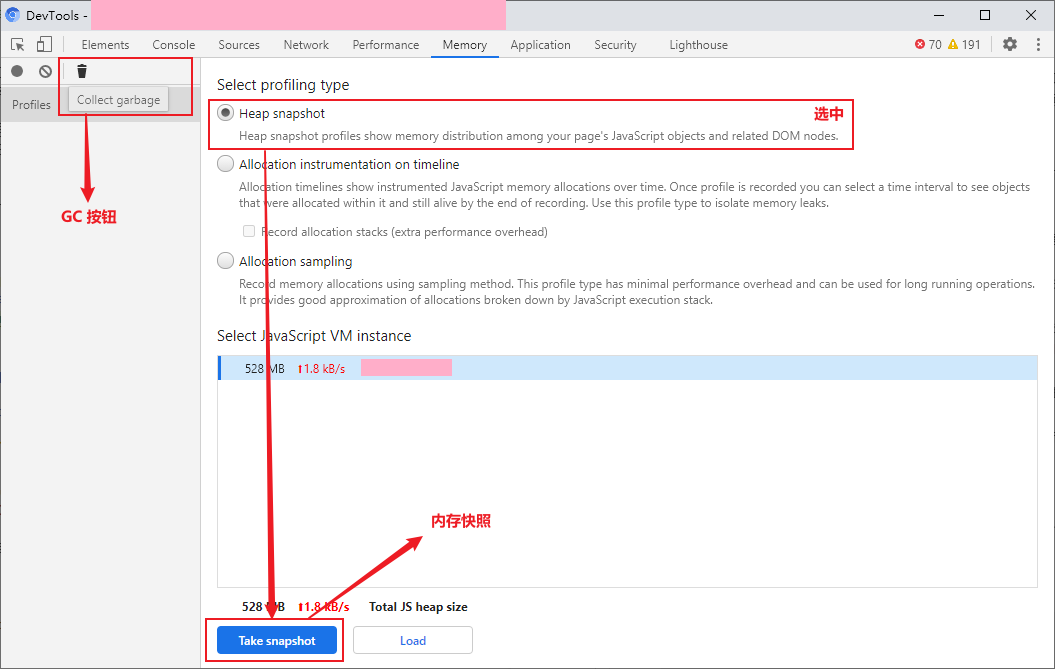 DevTools -
Elements Console Sources Network Performance Memory Application Security Lighthouse 70 191
Profiles
Collect garbage
GC 按钮
Select profiling type
Heap snapshot
选中
Heap snapshot profiles show memory distribution among your page's JavaScript objects and related DOM nodes.
Allocation instrumentation on timeline
Allocation timelines show instrumented JavaScript memory allocations over time. Once profile is recorded you can select a time interval to see objects
that were allocated within it and still alive by the end of recording. Use this profile type to isolate memory leaks.
Record allocation stacks (extra performance overhead)
Allocation sampling
Record memory allocations using sampling method. This profile type has minimal performance overhead and can be used for long running operations.
It provides good approximation of allocations broken down by JavaScript execution stack.
Select JavaScript VM instance
528 MB ⬆1.8 kB/s
内存快照
528 MB ⬆1.8 kB/s Total JS heap size
Take snapshot Load